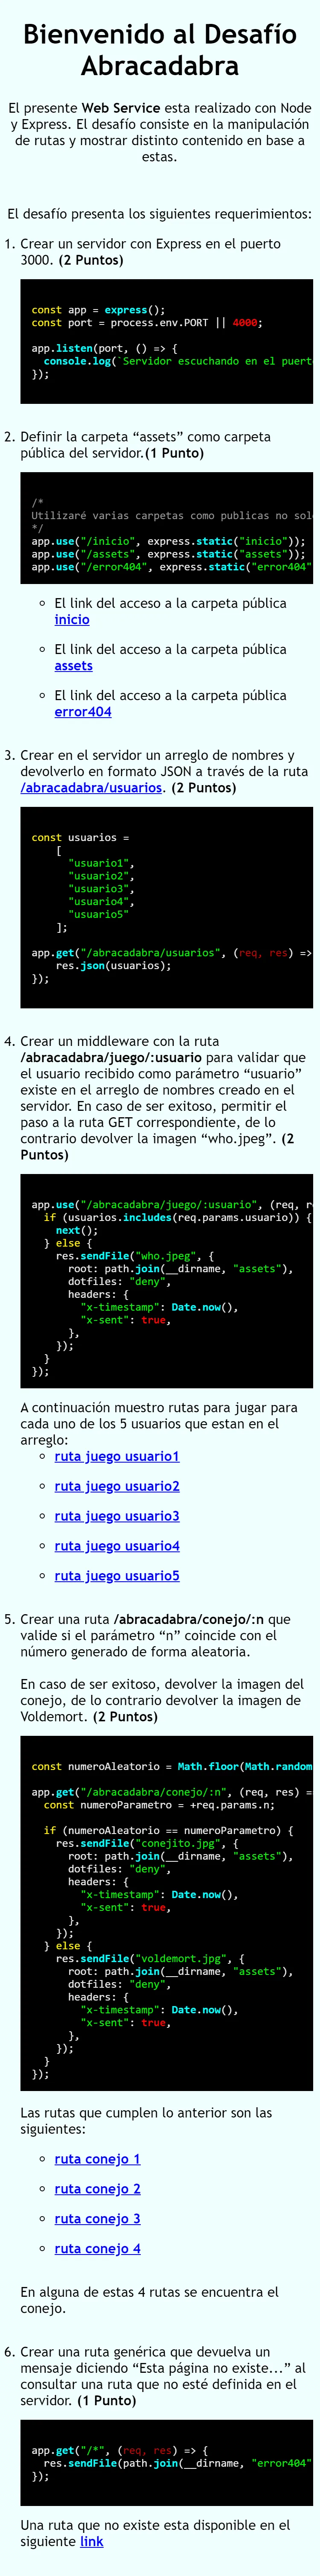 Bienvenido al Desafío
Abracadabra
El presente Web Service esta realizado con Node
y Express. El desafío consiste en la manipulación
de rutas y mostrar distinto contenido en base a
estas.
El desafío presenta los siguientes requerimientos:
1. Crear un servidor con Express en el puerto
3000. (2 Puntos)
const app = express();
const port = process.env.PORT || 4000;
app.listen(port, () => {
console.log(`Servidor escuchando en el puert
});
2. Definir la carpeta “assets” como carpeta
pública del servidor.(1 Punto)
/*
Utilizaré varias carpetas como publicas no sol
*/
app.use("/inicio", express.static("inicio"));
app.use("/assets", express.static("assets"));
app.use("/error404", express.static("error404"
El link del acceso a la carpeta pública
inicio
El link del acceso a la carpeta pública
assets
El link del acceso a la carpeta pública
error404
3. Crear en el servidor un arreglo de nombres y
devolverlo en formato JSON a través de la ruta
/abracadabra/usuarios. (2 Puntos)
const usuarios =
[
"usuario1",
"usuario2",
"usuario3",
"usuario4",
"usuario5"
];
app.get("/abracadabra/usuarios", (req, res) =>
res.json(usuarios);
});
4. Crear un middleware con la ruta
/abracadabra/juego/:usuario para validar que
el usuario recibido como parámetro “usuario”
existe en el arreglo de nombres creado en el
servidor. En caso de ser exitoso, permitir el
paso a la ruta GET correspondiente, de lo
contrario devolver la imagen “who.jpeg”. (2
Puntos)
app.use("/abracadabra/juego/:usuario", (req, r
if (usuarios.includes(req.params.usuario)) {
next();
} else {
res.sendFile("who.jpeg", {
root: path.join(__dirname, "assets"),
dotfiles: "deny",
headers: {
"x-timestamp": Date.now(),
"x-sent": true,
},
});
}
});
A continuación muestro rutas para jugar para
cada uno de los 5 usuarios que estan en el
arreglo:
ruta juego usuario1
ruta juego usuario2
ruta juego usuario3
ruta juego usuario4
ruta juego usuario5
5. Crear una ruta /abracadabra/conejo/:n que
valide si el parámetro “n” coincide con el
número generado de forma aleatoria.
En caso de ser exitoso, devolver la imagen del
conejo, de lo contrario devolver la imagen de
Voldemort. (2 Puntos)
const numeroAleatorio = Math.floor(Math.random
app.get("/abracadabra/conejo/:n", (req, res) =
const numeroParametro = +req.params.n;
if (numeroAleatorio == numeroParametro) {
res.sendFile("conejito.jpg", {
root: path.join(__dirname, "assets"),
dotfiles: "deny",
headers: {
"x-timestamp": Date.now(),
"x-sent": true,
},
});
} else {
res.sendFile("voldemort.jpg", {
root: path.join(__dirname, "assets"),
dotfiles: "deny",
headers: {
"x-timestamp": Date.now(),
"x-sent": true,
},
});
}
});
Las rutas que cumplen lo anterior son las
siguientes:
ruta conejo 1
ruta conejo 2
ruta conejo 3
ruta conejo 4
En alguna de estas 4 rutas se encuentra el
conejo.
6. Crear una ruta genérica que devuelva un
mensaje diciendo “Esta página no existe...” al
consultar una ruta que no esté definida en el
servidor. (1 Punto)
app.get("/*", (req, res) => {
res.sendFile(path.join(__dirname, "error404"
});
Una ruta que no existe esta disponible en el
siguiente link